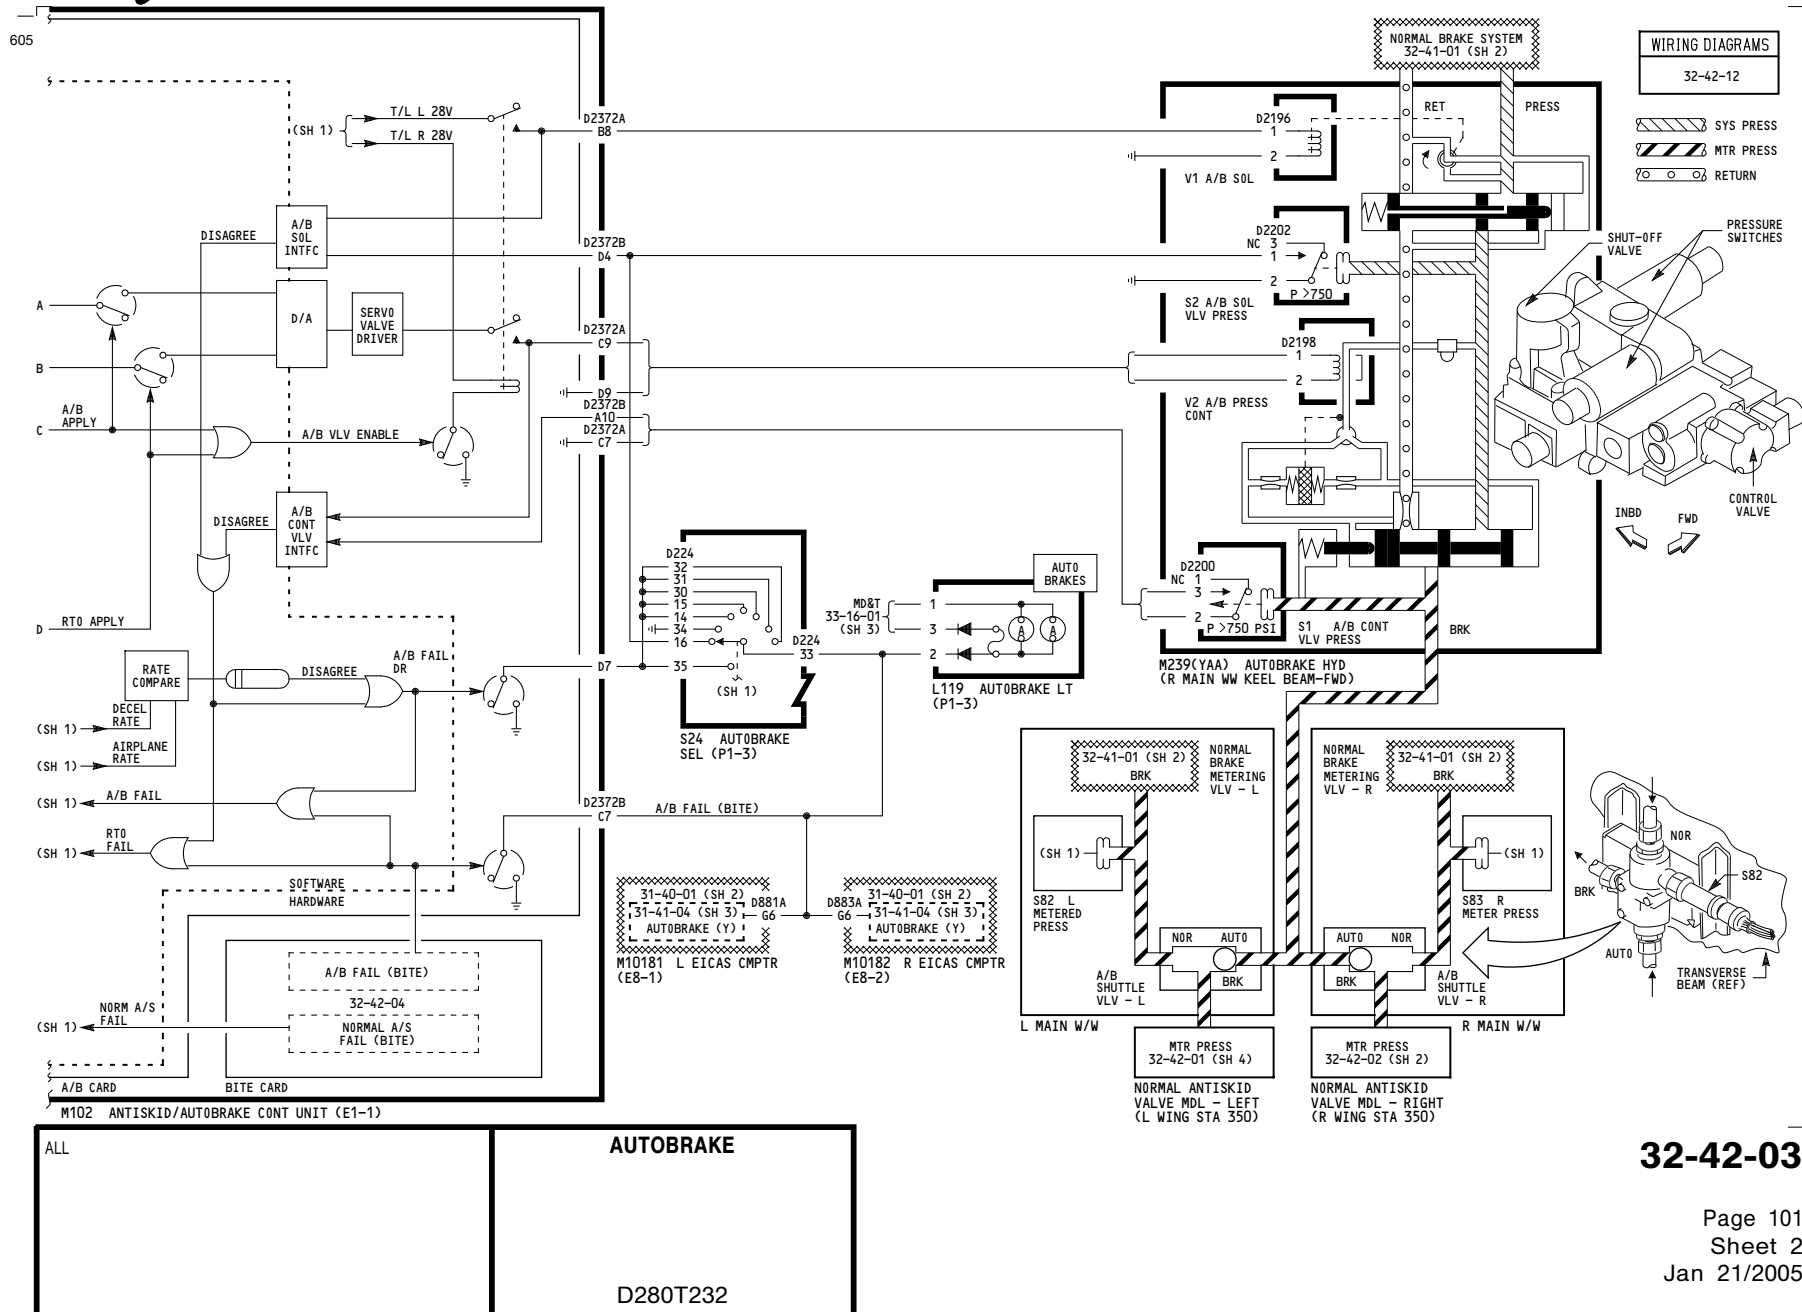 605
T/L L 28V
(SH 1)
T/L R 28V
D2372A
B8
A/B
SOL
INTFC
DISAGREE
D2372B
D4
A
D/A
SERVO
VALVE
DRIVER
D2372A
C9
B
D9
D2372B
A10
D2372A
C7
A/B
APPLY
C
A/B VLV ENABLE
DISAGREE
A/B
CONT
VLV
INTFC
D
RTO APPLY
RATE
COMPARE
DISAGREE
A/B FAIL
DR
D7
DECEL
RATE
(SH 1)
AIRPLANE
RATE
(SH 1)
(SH 1)
A/B FAIL
D2372B
C7
A/B FAIL (BITE)
RTO
FAIL
(SH 1)
SOFTWARE
HARDWARE
A/B FAIL (BITE)
32-42-04
NORM A/S
FAIL
(SH 1)
NORMAL A/S
FAIL (BITE)
A/B CARD
BITE CARD
M102 ANTISKID/AUTOBRAKE CONT UNIT (E1-1)
D224
32
31
30
15
14
34
16
35
D224
33
(SH 1)
S24 AUTOBRAKE
SEL (P1-3)
MD&T
33-16-01
(SH 3)
1
3
2
A
A
AUTO
BRAKES
L119 AUTOBRAKE LT
(P1-3)
31-40-01 (SH 2)
31-41-04 (SH 3)
AUTOBRAKE (Y)
D881A
G6
M10181 L EICAS CMPTR
(E8-1)
D883A
G6
31-40-01 (SH 2)
31-41-04 (SH 3)
AUTOBRAKE (Y)
M10182 R EICAS CMPTR
(E8-2)
NORMAL BRAKE SYSTEM
32-41-01 (SH 2)
RET
PRESS
D2196
1
2
V1 A/B SOL
D2202
NC 3
1
2
P >750
S2 A/B SOL
VLV PRESS
D2198
1
2
V2 A/B PRESS
CONT
D2200
NC 1
3
2
P >750 PSI
S1 A/B CONT
VLV PRESS
BRK
M239(YAA) AUTOBRAKE HYD
(R MAIN WW KEEL BEAM-FWD)
WIRING DIAGRAMS
32-42-12
SYS PRESS
MTR PRESS
RETURN
SHUT-OFF
VALVE
PRESSURE
SWITCHES
CONTROL
VALVE
INBD
FWD
32-41-01 (SH 2)
BRK
NORMAL
BRAKE
METERING
VLV - L
NORMAL
BRAKE
METERING
VLV - R
32-41-01 (SH 2)
BRK
(SH 1)
S82 L
METERED
PRESS
(SH 1)
S83 R
METER PRESS
NOR
AUTO
BRK
A/B
SHUTTLE
VLV - L
AUTO
NOR
BRK
A/B
SHUTTLE
VLV - R
L MAIN W/W
R MAIN W/W
MTR PRESS
32-42-01 (SH 4)
MTR PRESS
32-42-02 (SH 2)
NORMAL ANTISKID
VALVE MDL - LEFT
(L WING STA 350)
NORMAL ANTISKID
VALVE MDL - RIGHT
(R WING STA 350)
NOR
S82
BRK
AUTO
TRANSVERSE
BEAM (REF)
ALL
AUTOBRAKE
D280T232
32-42-03
Page 101
Sheet 2
Jan 21/2005